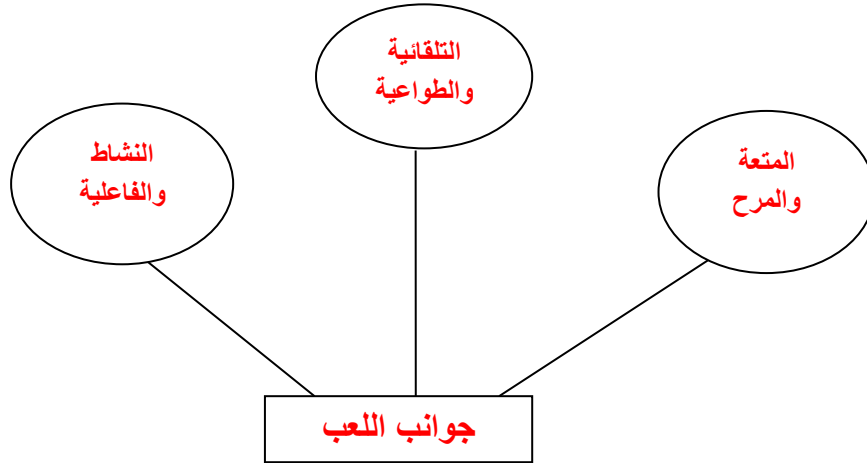 التلقائية
والطواعية
المتعة
والمرح
النشاط
والفاعلية
جوانب اللعب